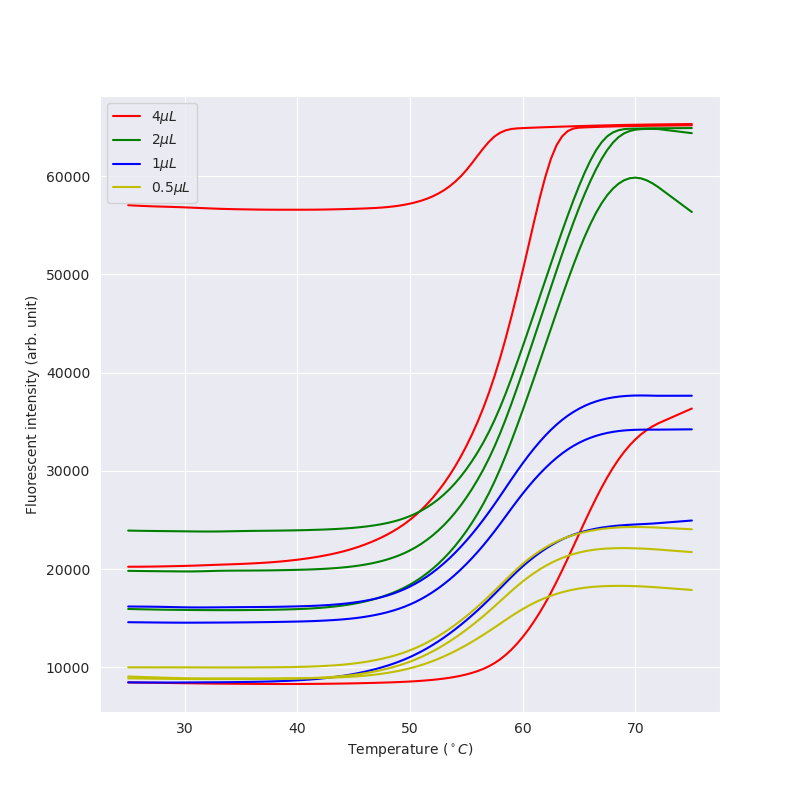 4μL
2μL
1μL
0.5μL
60000
50000
40000
30000
20000
10000
30 40 50 60 70
Temperature (°C)
Fluorescent intensity (arb. unit)